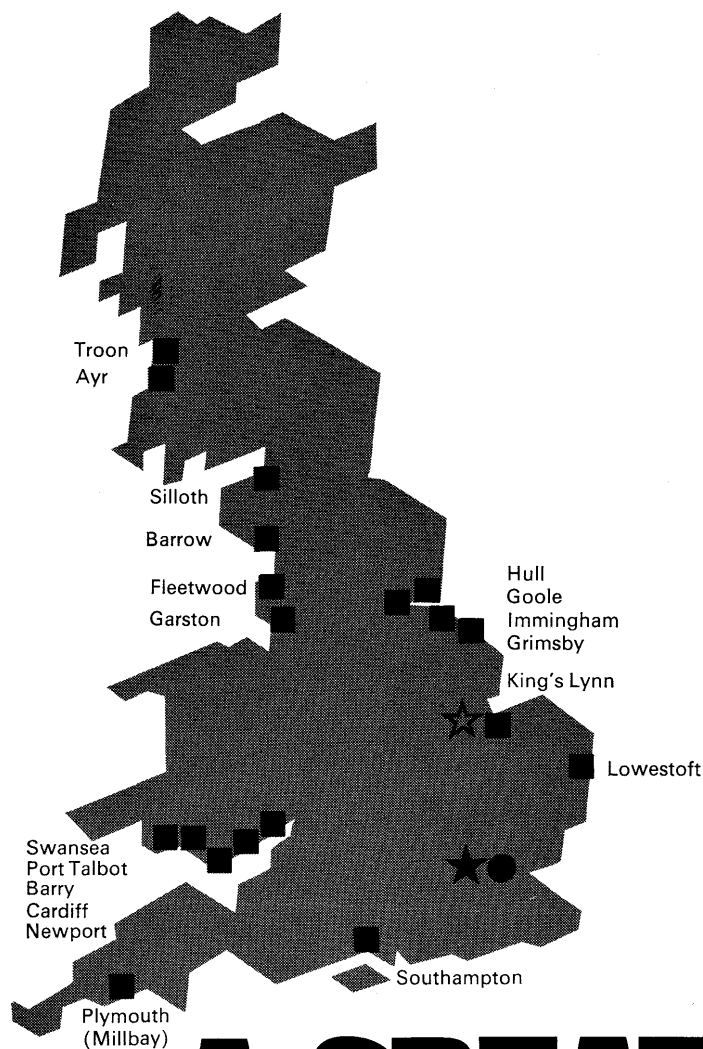 Troon
Ayr
Silloth
Barrow
Fleetwood
Garston
Hull
Goole
Immingham
Grimsby
King's Lynn
Lowestoft
Swansea
Port Talbot
Barry
Cardiff
Newport
Southampton
Plymouth
(Millbay)